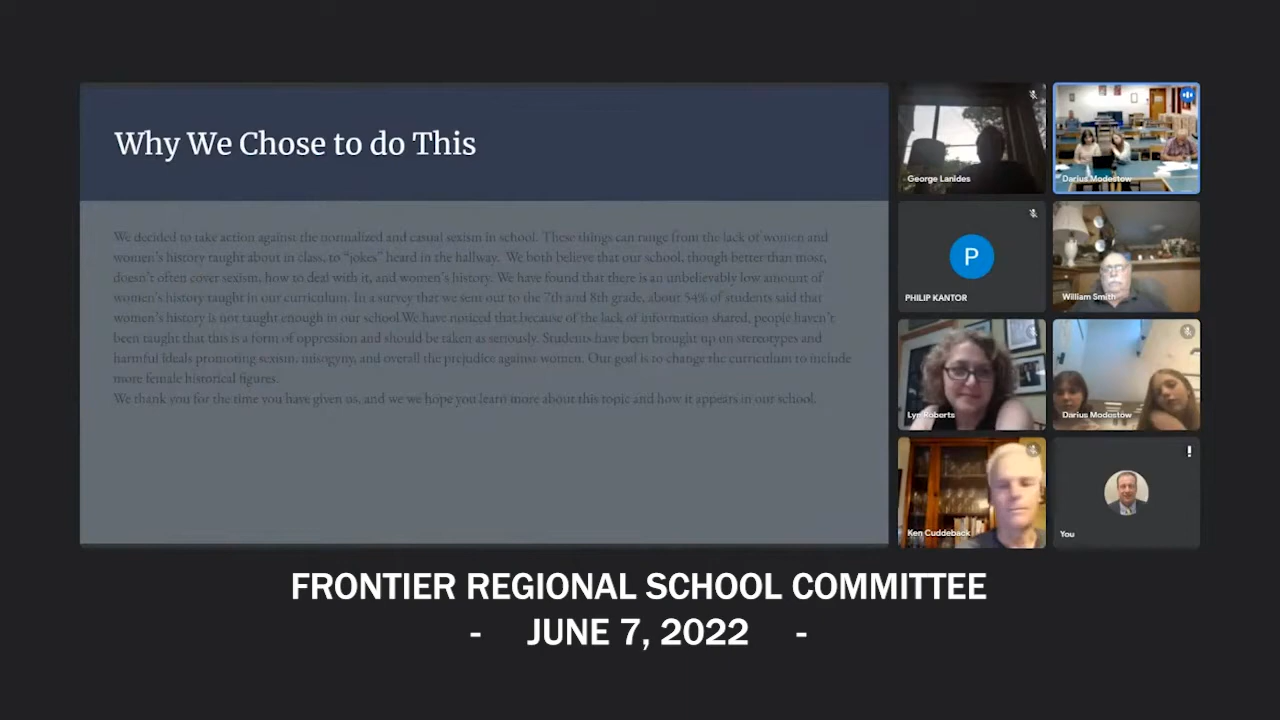 Why We Chose to do This
We decided to take action against the normalized and casual sexism in school. These things can range from the lack of women and
women's history taught about in class, to "jokes" heard in the hallway. We both believe that our school, though better than most,
doesn't often cover sexism, how to deal with it, and women's history. We have found that there is an unbelievably low amount of
women's history taught in our curriculum. In a survey that we sent out to the 7th and 8th grade, about 54% of students said that
women's history is not taught enough in our school.We have noticed that because of the lack of information shared, people haven't
been taught that this is a form of oppression and should be taken as seriously. Students have been brought up on stereotypes and
harmful ideals promoting sexism, misogyny, and overall the prejudice against women. Our goal is to change the curriculum to include
more female historical figures.
We thank you for the time you have given us, and we we hope you learn more about this topic and how it appears in our school.
George Lanides
Darius Modestow
P
PHILIP KANTOR
William Smith
Lyn Roberts
Darius Modestow
Ken Cuddeback
You
FRONTIER REGIONAL SCHOOL COMMITTEE
- JUNE 7, 2022 -